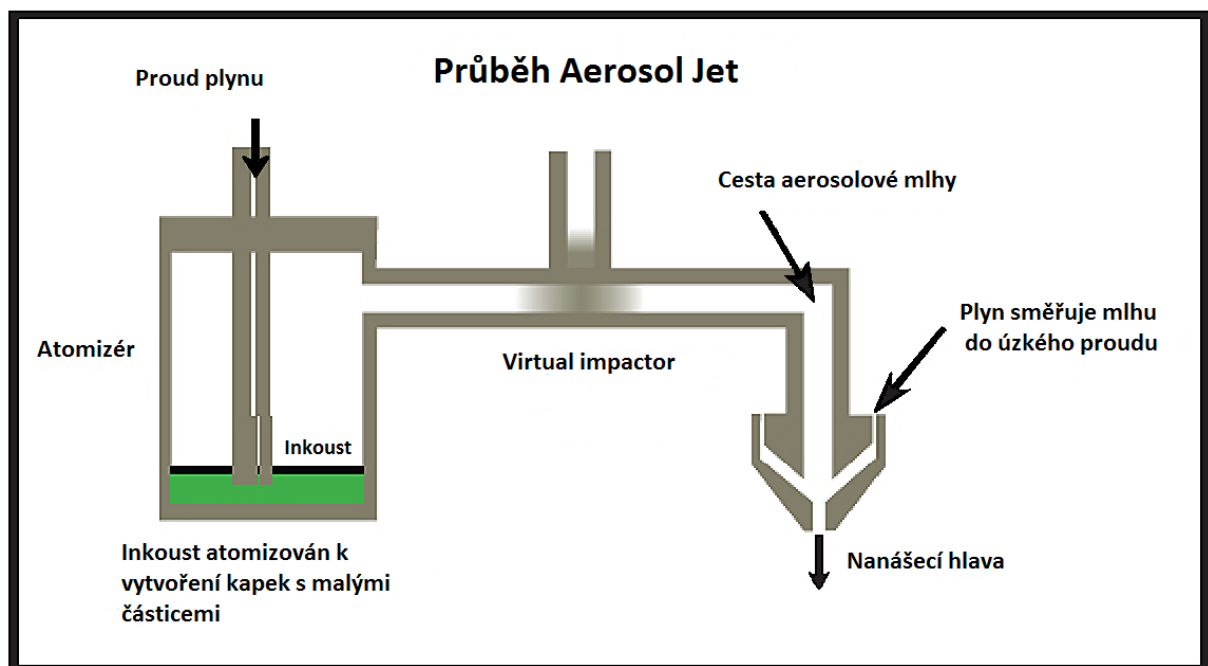 Průběh Aerosol Jet
Proud plynu
Cesta aerosolové mlhy
Plyn směřuje mlhu
do úzkého proudu
Atomizér
Virtual impactor
Inkoust
Inkoust atomizován k
vytvoření kapek s malými
částicemi
Nanášecí hlava